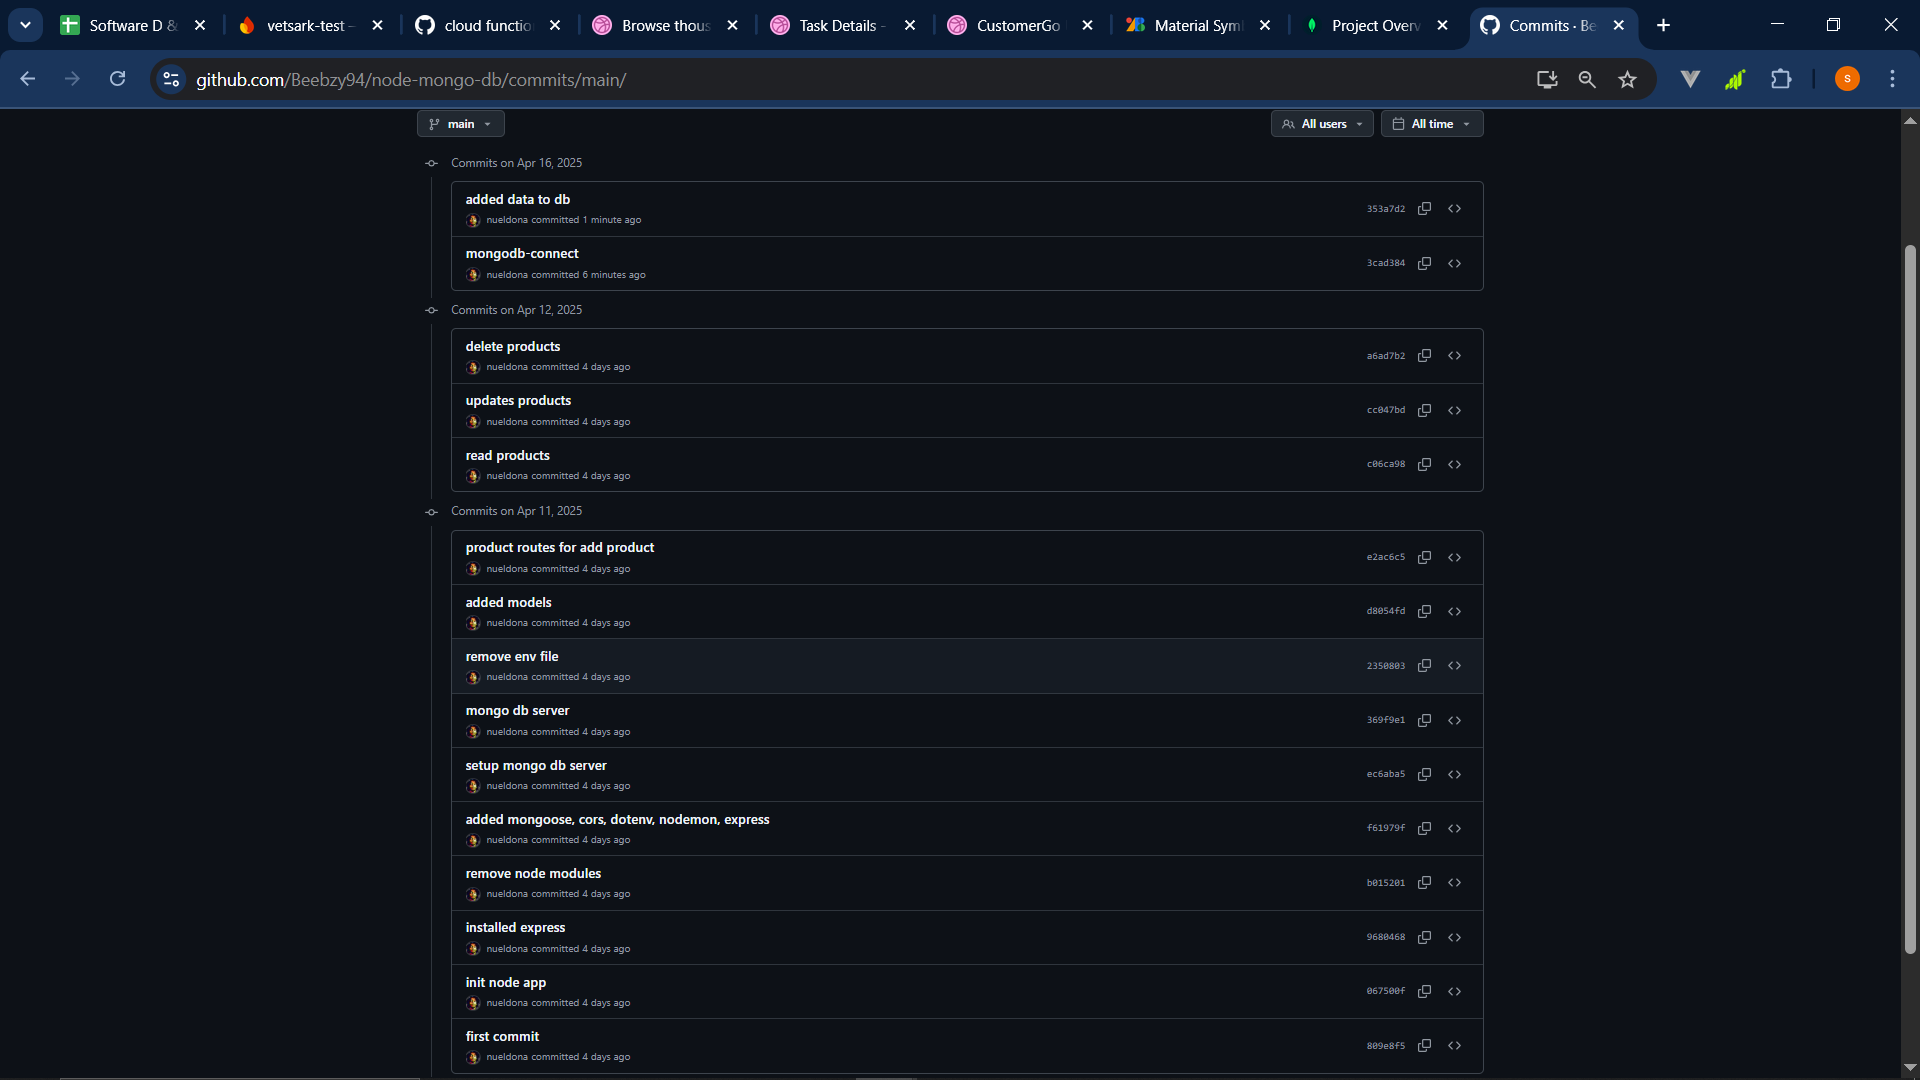 Software D &
vetsark-test –
cloud functio
Browse thous
Task Details -
CustomerGo
Material Sym
Project Overv
Commits · Be
github.com/Beebzy94/node-mongo-db/commits/main/
S
main
All users
All time
Commits on Apr 16, 2025
added data to db
nueldona committed 1 minute ago
353a7d2
mongodb-connect
nueldona committed 6 minutes ago
3cad384
Commits on Apr 12, 2025
delete products
nueldona committed 4 days ago
a6ad7b2
updates products
nueldona committed 4 days ago
cc047bd
read products
nueldona committed 4 days ago
c06ca98
Commits on Apr 11, 2025
product routes for add product
nueldona committed 4 days ago
e2ac6c5
added models
nueldona committed 4 days ago
d8054fd
remove env file
nueldona committed 4 days ago
2350803
mongo db server
nueldona committed 4 days ago
369f9e1
setup mongo db server
nueldona committed 4 days ago
ec6aba5
added mongoose, cors, dotenv, nodemon, express
nueldona committed 4 days ago
f61979f
remove node modules
nueldona committed 4 days ago
b015201
installed express
nueldona committed 4 days ago
9680468
init node app
nueldona committed 4 days ago
067500f
first commit
nueldona committed 4 days ago
809e8f5